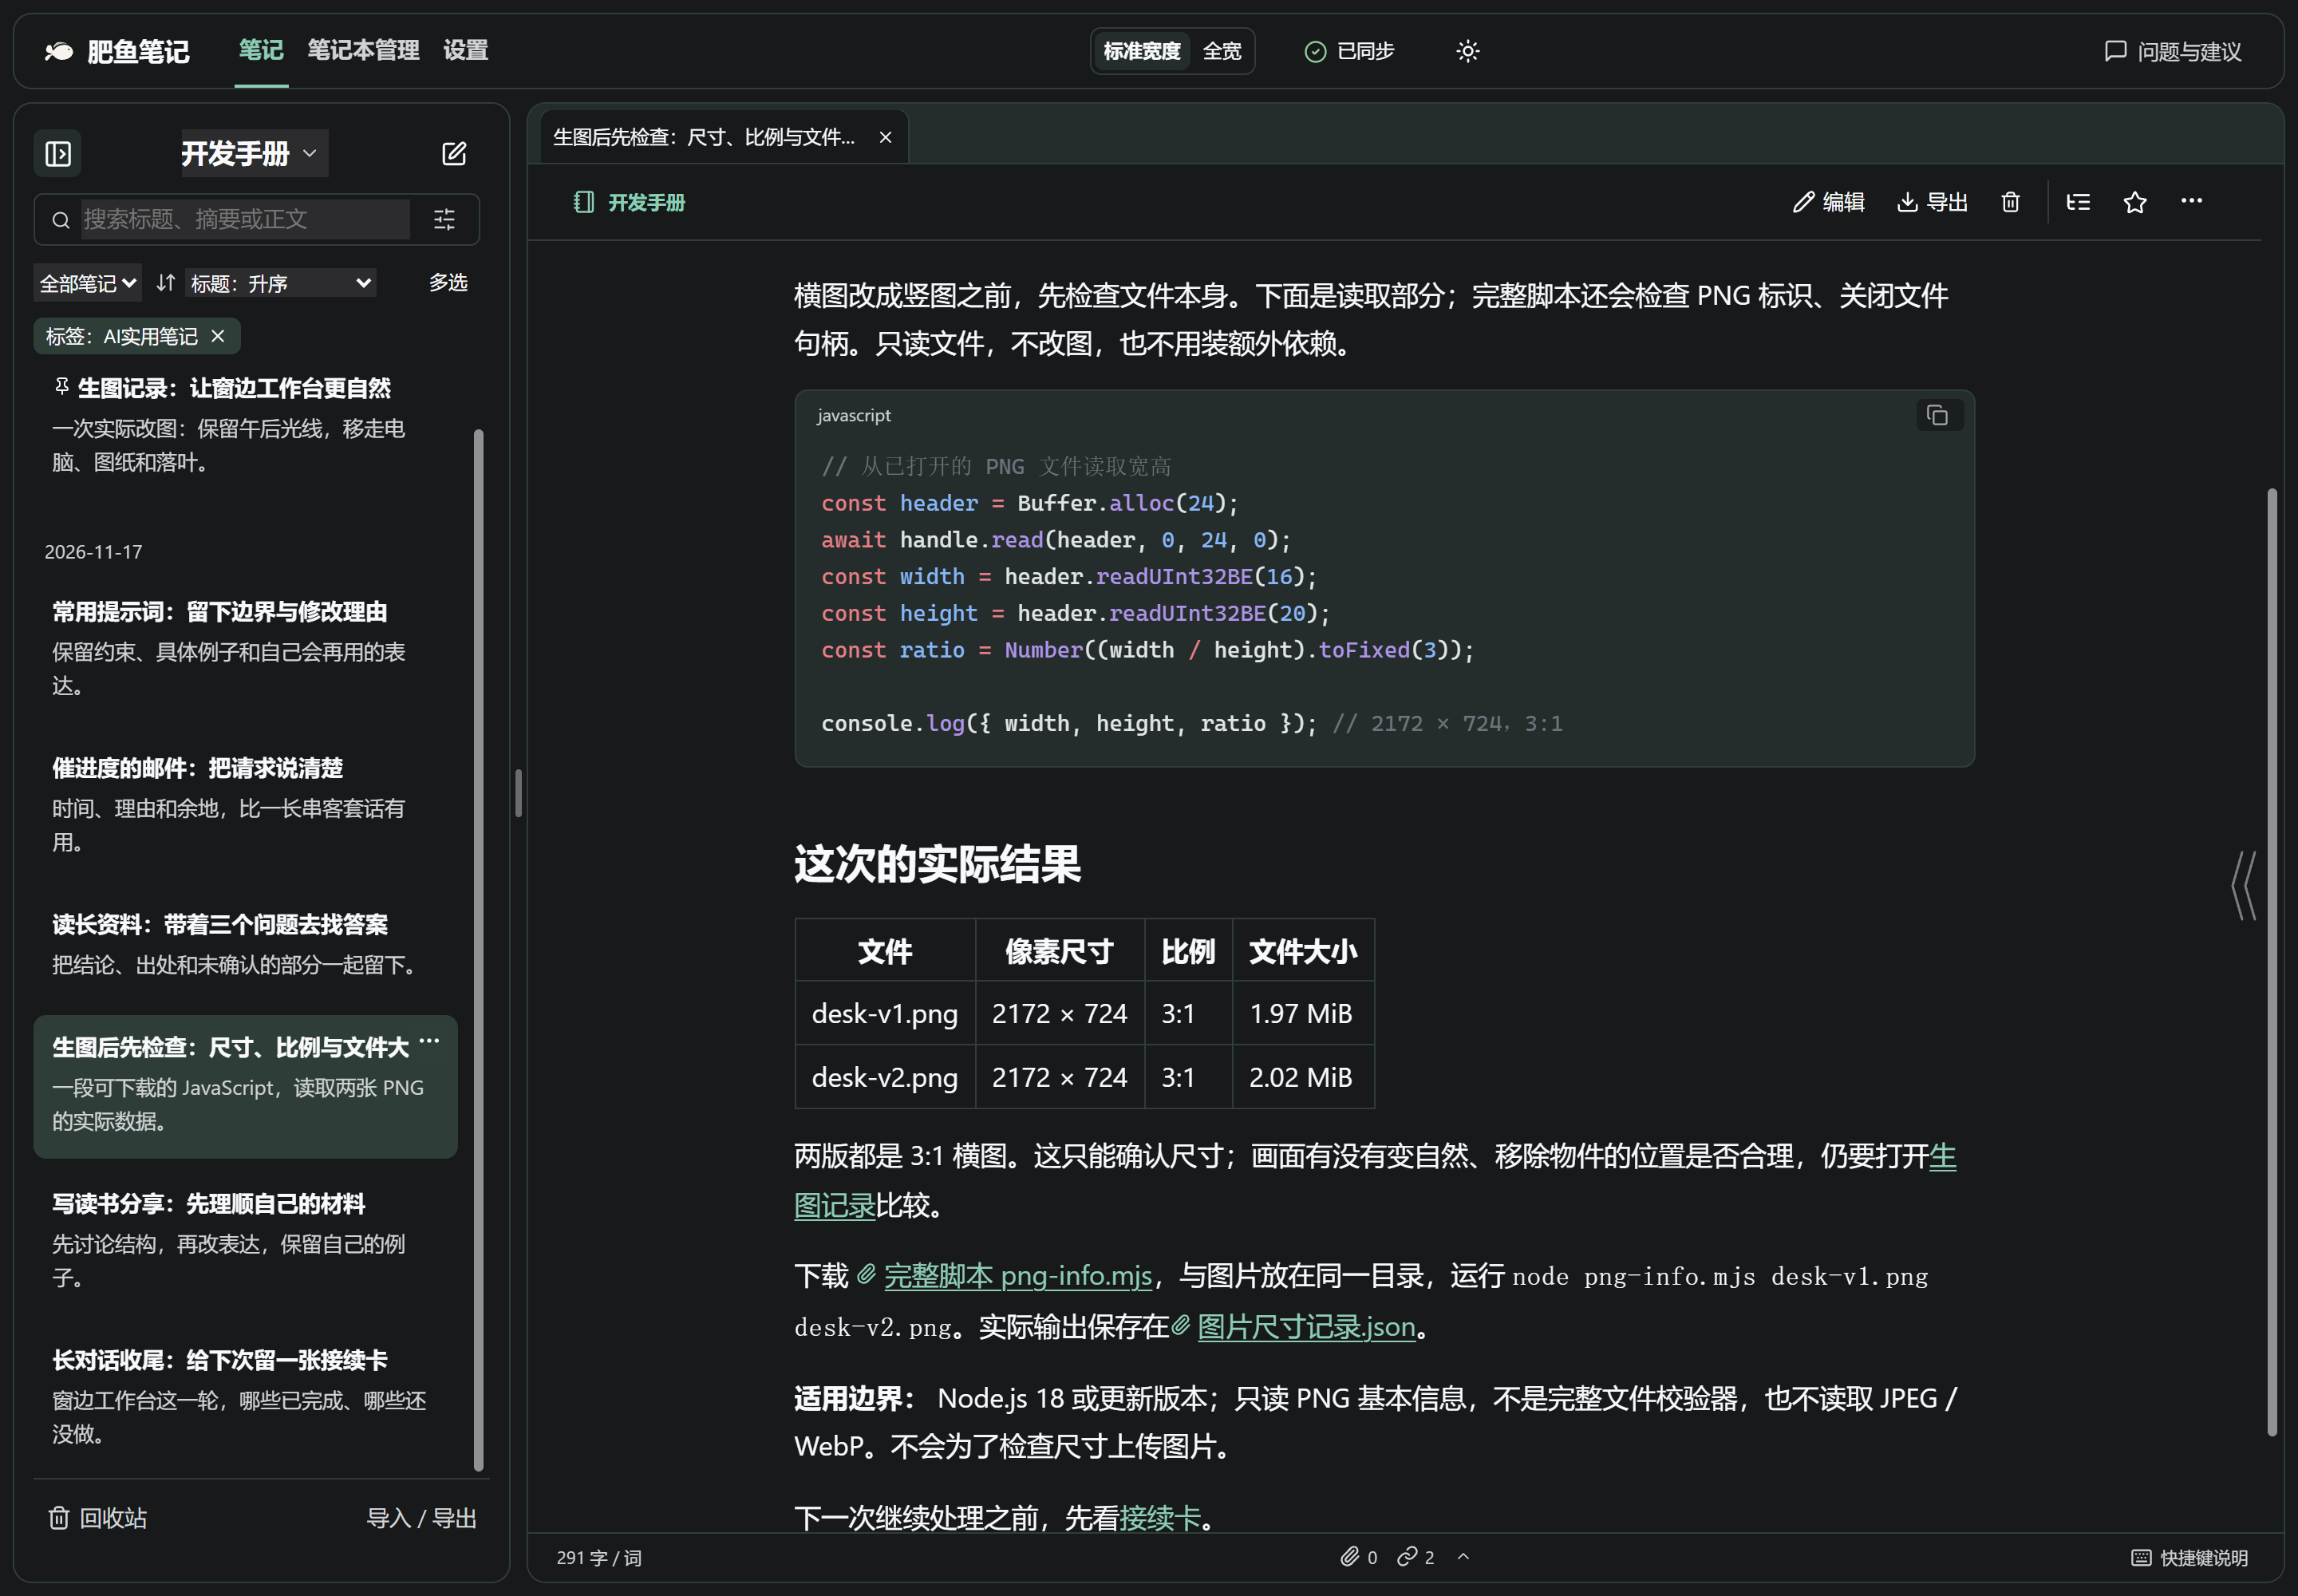 肥鱼笔记
笔记 笔记本管理 设置
标准宽度 全宽
已同步
问题与建议
开发手册
搜索标题、摘要或正文
全部笔记 标题：升序 多选
标签：AI实用笔记
生图记录：让窗边工作台更自然
一次实际改图：保留午后光线，移走电
脑、图纸和落叶。
2026-11-17
常用提示词：留下边界与修改理由
保留约束、具体例子和自己会再用的表
达。
催进度的邮件：把请求说清楚
时间、理由和余地，比一长串客套话有
用。
读长资料：带着三个问题去找答案
把结论、出处和未确认的部分一起留下。
生图后先检查：尺寸、比例与文件大
一段可下载的 JavaScript，读取两张 PNG
的实际数据。
写读书分享：先理顺自己的材料
先讨论结构，再改表达，保留自己的例
子。
长对话收尾：给下次留一张接续卡
窗边工作台这一轮，哪些已完成、哪些还
没做。
回收站 导入 / 导出
生图后先检查：尺寸、比例与文件...
开发手册
编辑 导出
横图改成竖图之前，先检查文件本身。下面是读取部分；完整脚本还会检查 PNG 标识、关闭文件
句柄。只读文件，不改图，也不用装额外依赖。
javascript
// 从已打开的 PNG 文件读取宽高
const header = Buffer.alloc(24);
await handle.read(header, 0, 24, 0);
const width = header.readUInt32BE(16);
const height = header.readUInt32BE(20);
const ratio = Number((width / height).toFixed(3));
console.log({ width, height, ratio }); // 2172 × 724，3:1
这次的实际结果
文件 像素尺寸 比例 文件大小
desk-v1.png 2172 × 724 3:1 1.97 MiB
desk-v2.png 2172 × 724 3:1 2.02 MiB
两版都是 3:1 横图。这只能确认尺寸；画面有没有变自然、移除物件的位置是否合理，仍要打开生
图记录比较。
下载 完整脚本 png-info.mjs，与图片放在同一目录，运行 node png-info.mjs desk-v1.png
desk-v2.png。实际输出保存在 图片尺寸记录.json。
适用边界： Node.js 18 或更新版本；只读 PNG 基本信息，不是完整文件校验器，也不读取 JPEG /
WebP。不会为了检查尺寸上传图片。
下一次继续处理之前，先看接续卡。
291 字 / 词
0 2
快捷键说明